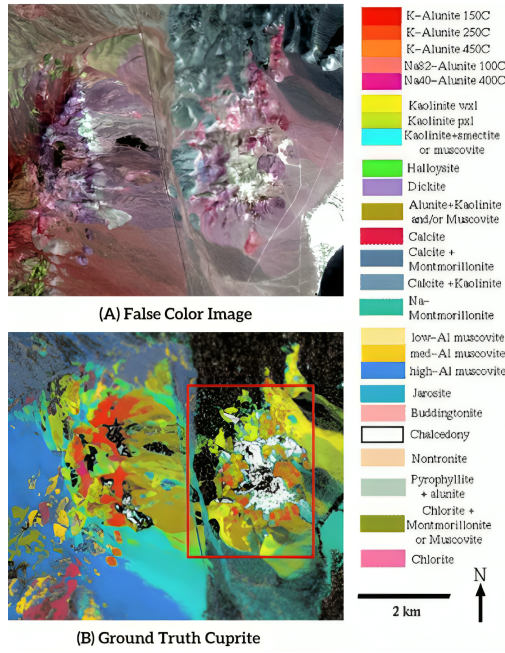 (A) False Color Image
(B) Ground Truth Cuprite
K-Alunite 150C
K-Alunite 250C
K-Alunite 450C
Na82-Alunite 100C
Na40-Alunite 400C
Kaolinite wxl
Kaolinite pxl
Kaolinite+smectite
or muscovite
Halloysite
Dickite
Alunite+Kaolinite
and/or Muscovite
Calcite
Calcite +
Montmorillonite
Calcite +Kaolinite
Na-
Montmorillonite
low-Al muscovite
med-Al muscovite
high-Al muscovite
Jarosite
Buddingtonite
Chalcedony
Nontronite
Pyrophyllite
+ alunite
Chlorite +
Montmorillonite
or Muscovite
Chlorite
N
2 km